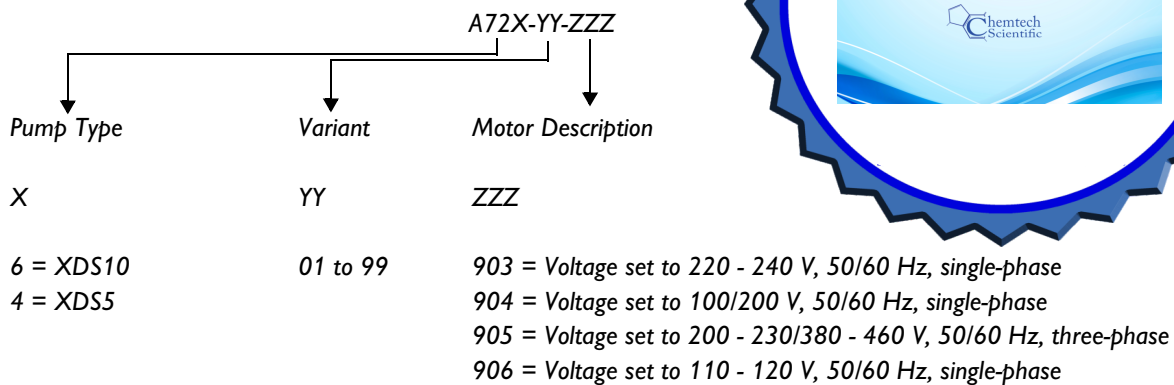 A72X-YY-ZZZ
Chemtech
Scientific
Pump Type Variant Motor Description
X YY ZZZ
6 = XDS10 01 to 99 903 = Voltage set to 220 - 240 V, 50/60 Hz, single-phase
4 = XDS5 904 = Voltage set to 100/200 V, 50/60 Hz, single-phase
905 = Voltage set to 200 - 230/380 - 460 V, 50/60 Hz, three-phase
906 = Voltage set to 110 - 120 V, 50/60 Hz, single-phase